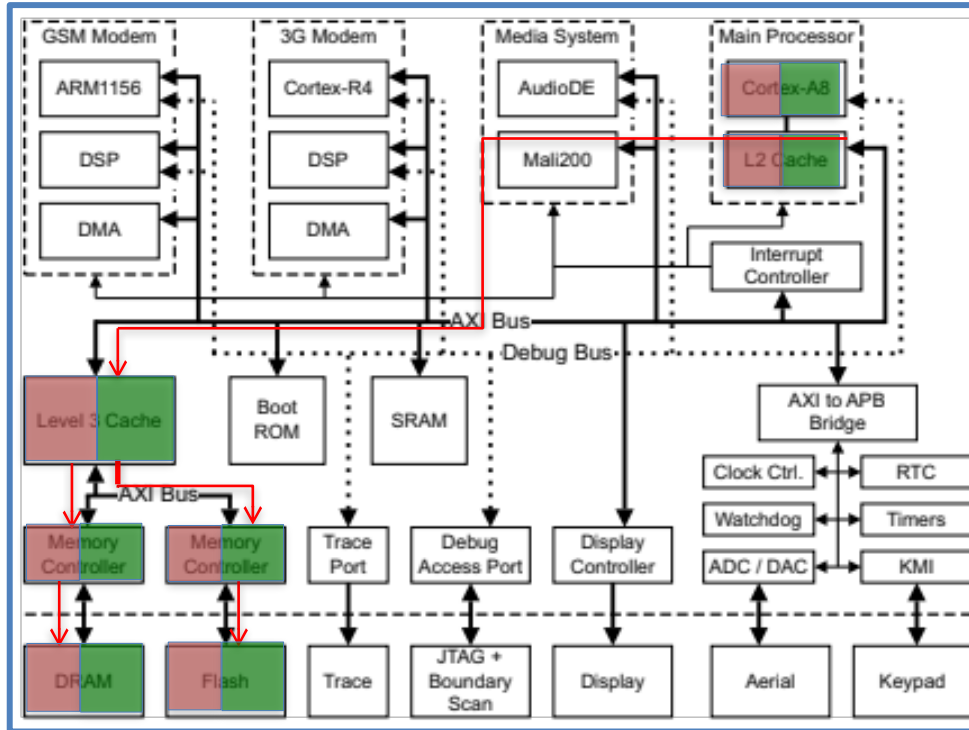 GSM Modem
3G Modem
Media System
Main Processor
ARM1156
Cortex-R4
AudioDE
Cortex-A8
DSP
DSP
Mali200
L2 Cache
DMA
DMA
Interrupt
Controller
AXI Bus
Debug Bus
Level 3 Cache
Boot
ROM
SRAM
AXI to APB
Bridge
Clock Ctrl.
RTC
AXI Bus
Watchdog
Timers
Memory
Controller
Memory
Controller
Trace
Port
Debug
Access Port
Display
Controller
ADC / DAC
KMI
DRAM
Flash
Trace
JTAG +
Boundary
Scan
Display
Aerial
Keypad